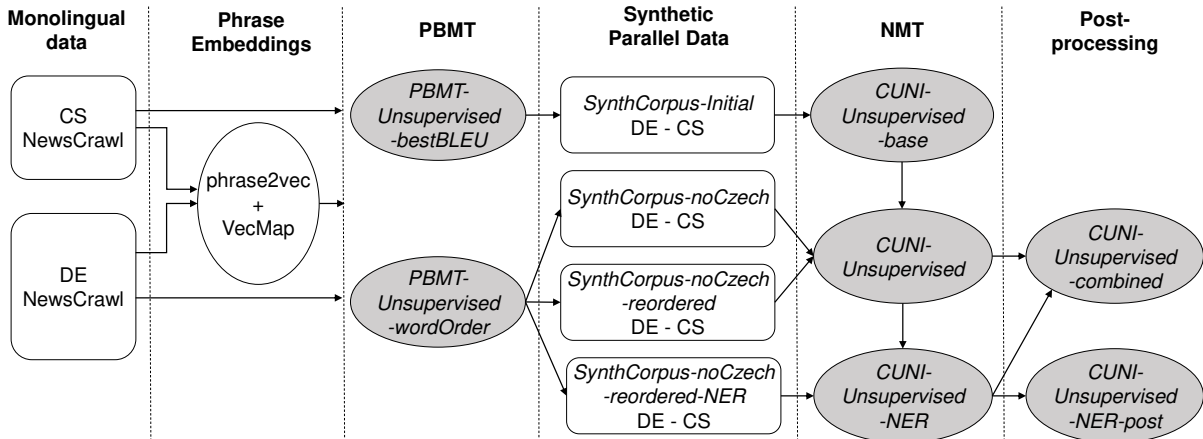 Monolingual
data
Phrase
Embeddings
PBMT
Synthetic
Parallel Data
NMT
Post-
processing
CS
NewsCrawl
DE
NewsCrawl
phrase2vec
+
VecMap
PBMT-
Unsupervised
-bestBLEU
PBMT-
Unsupervised
-wordOrder
SynthCorpus-Initial
DE - CS
SynthCorpus-noCzech
DE - CS
SynthCorpus-noCzech
-reordered
DE - CS
SynthCorpus-noCzech
-reordered-NER
DE - CS
CUNI-
Unsupervised
-base
CUNI-
Unsupervised
CUNI-
Unsupervised
-NER
CUNI-
Unsupervised
-combined
CUNI-
Unsupervised
-NER-post